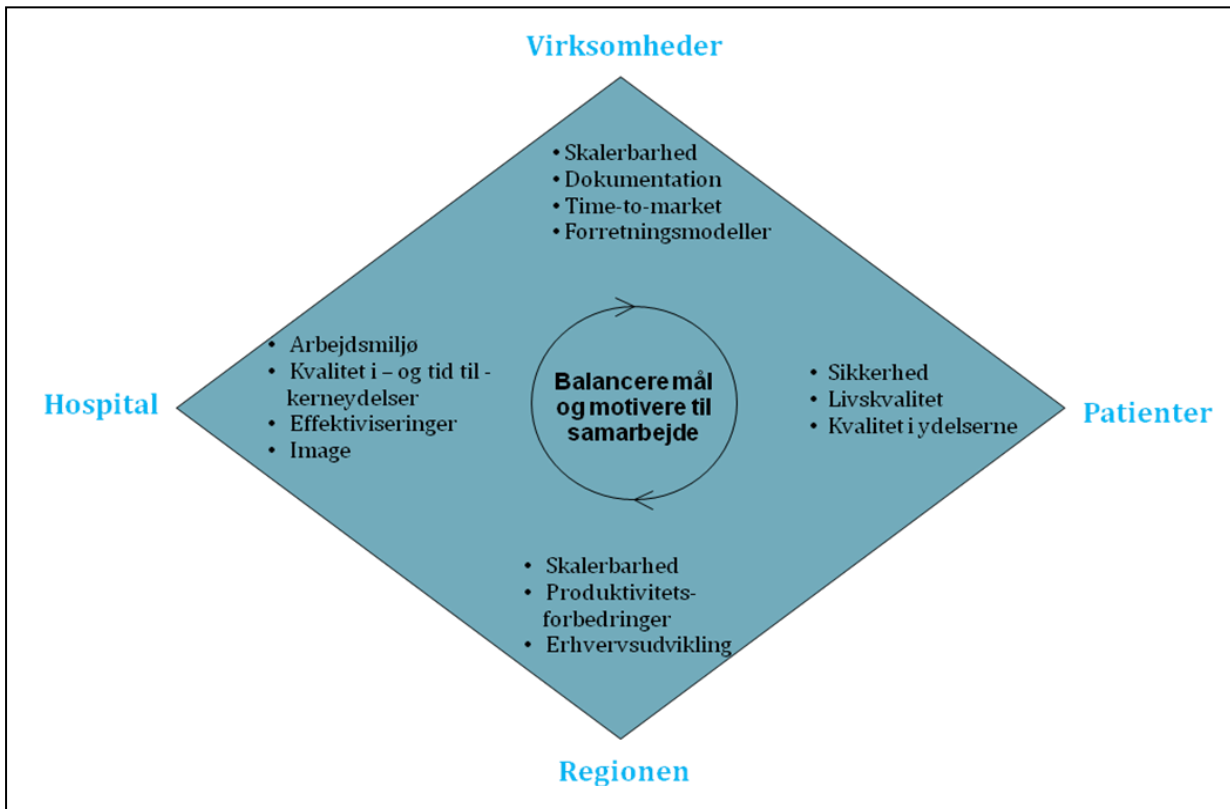 Virksomheder
• Skalerbarhed
• Dokumentation
• Time-to-market
• Forretningsmodeller
Hospital
• Arbejdsmiljø
• Kvalitet i – og tid til -
kerneydelser
• Effektiviseringer
• Image
Balancere mål
og motivere til
samarbejde
• Sikkerhed
• Livskvalitet
• Kvalitet i ydelserne
Patienter
• Skalerbarhed
• Produktivitets-
forbedringer
• Erhvervsudvikling
Regionen